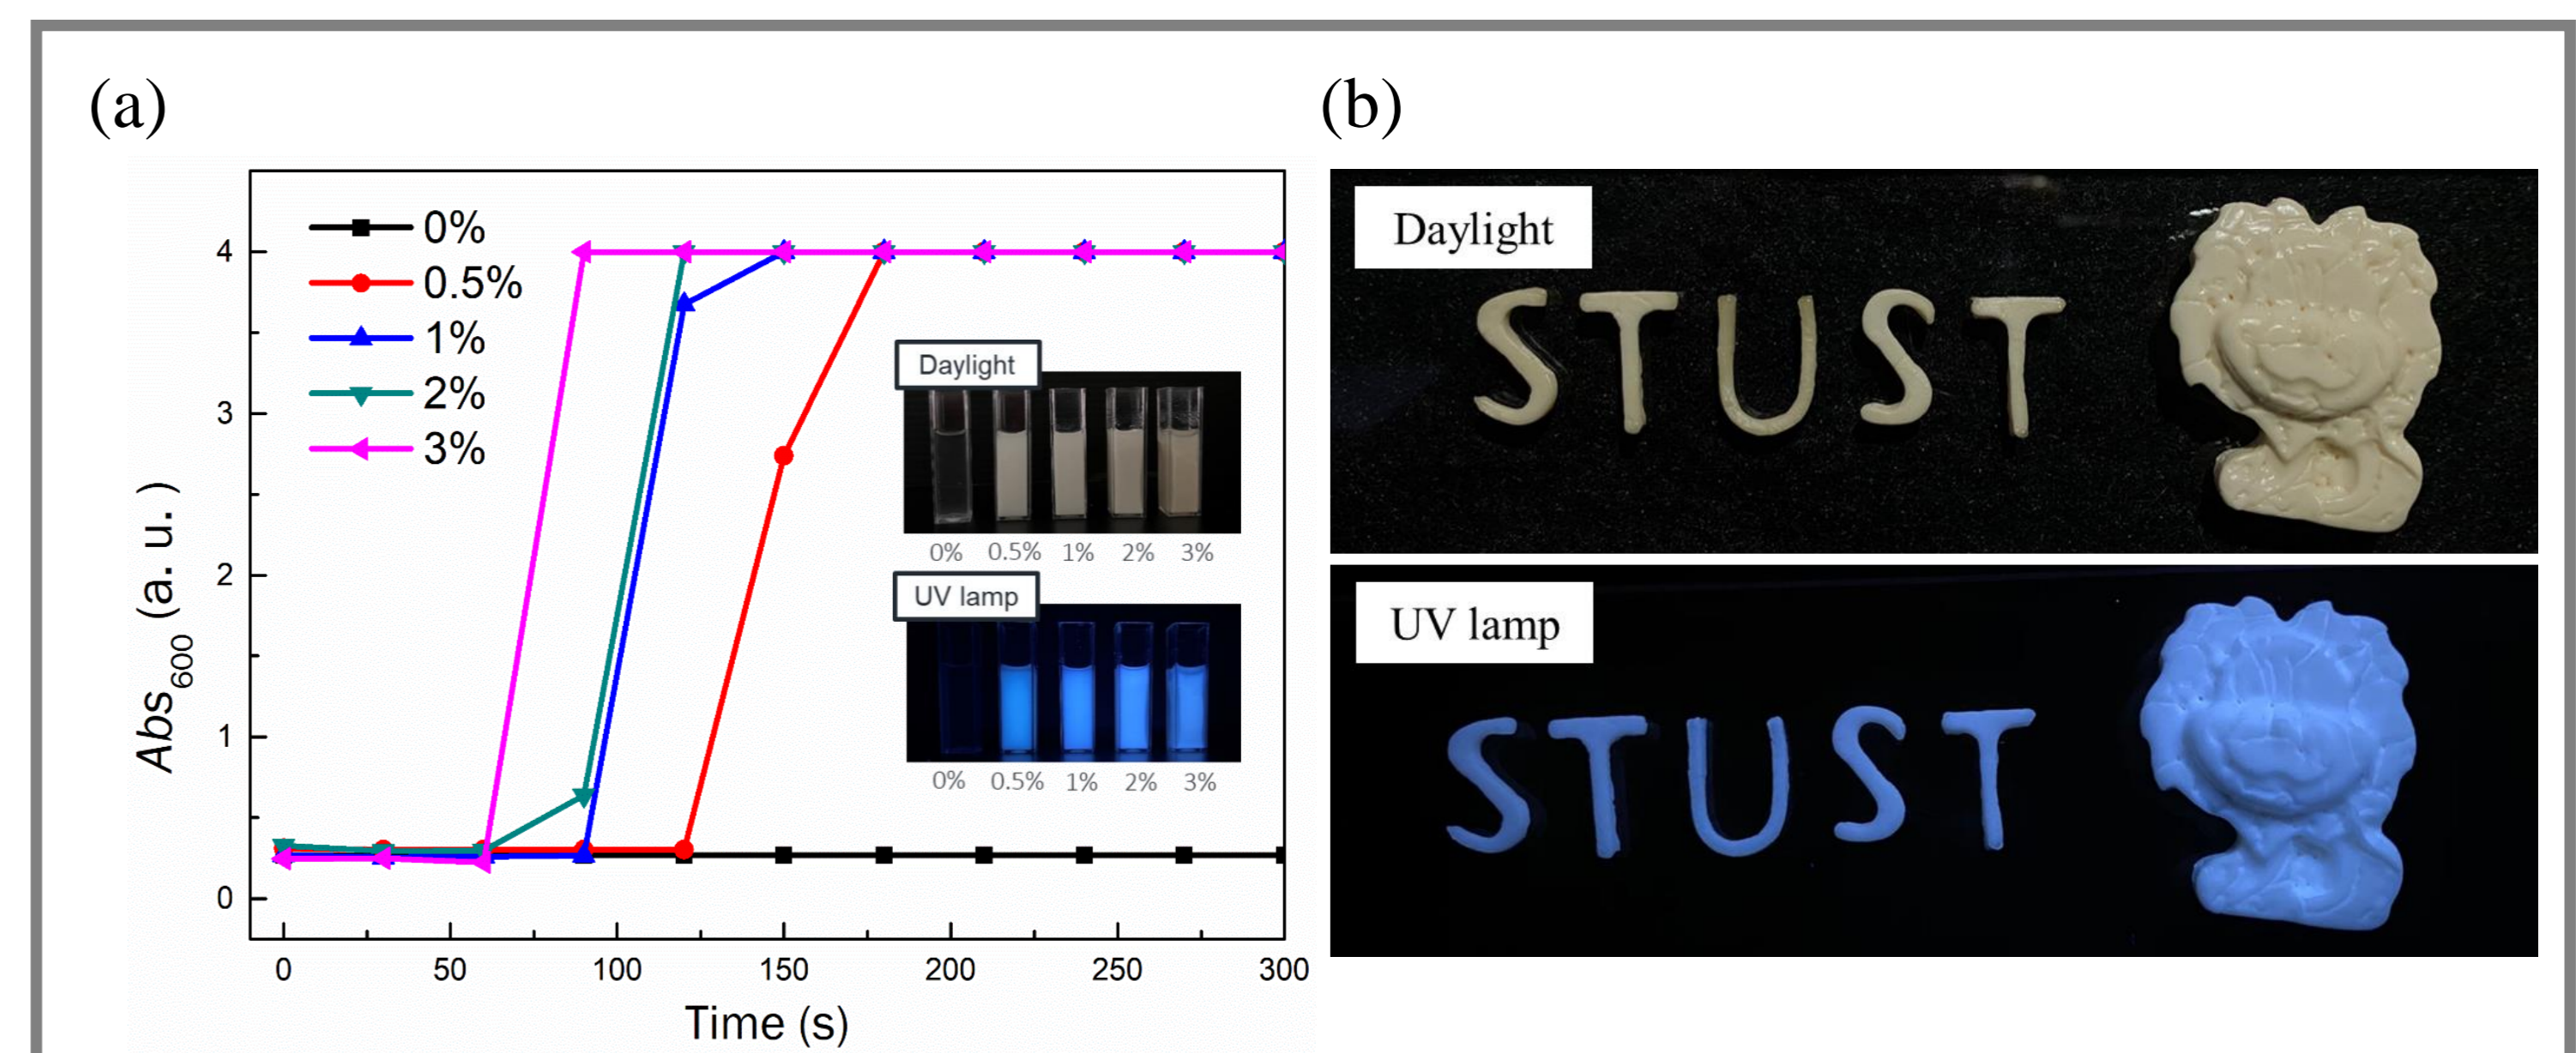 (a)
(b)
0%
0.5%
1%
2%
3%
4
3
2
1
0
Abs600 (a. u. )
0 50 100 150 200 250 300
Time (s)
Daylight
0% 0.5% 1% 2% 3%
UV lamp
0% 0.5% 1% 2% 3%
Daylight
STUST
UV lamp
STUST